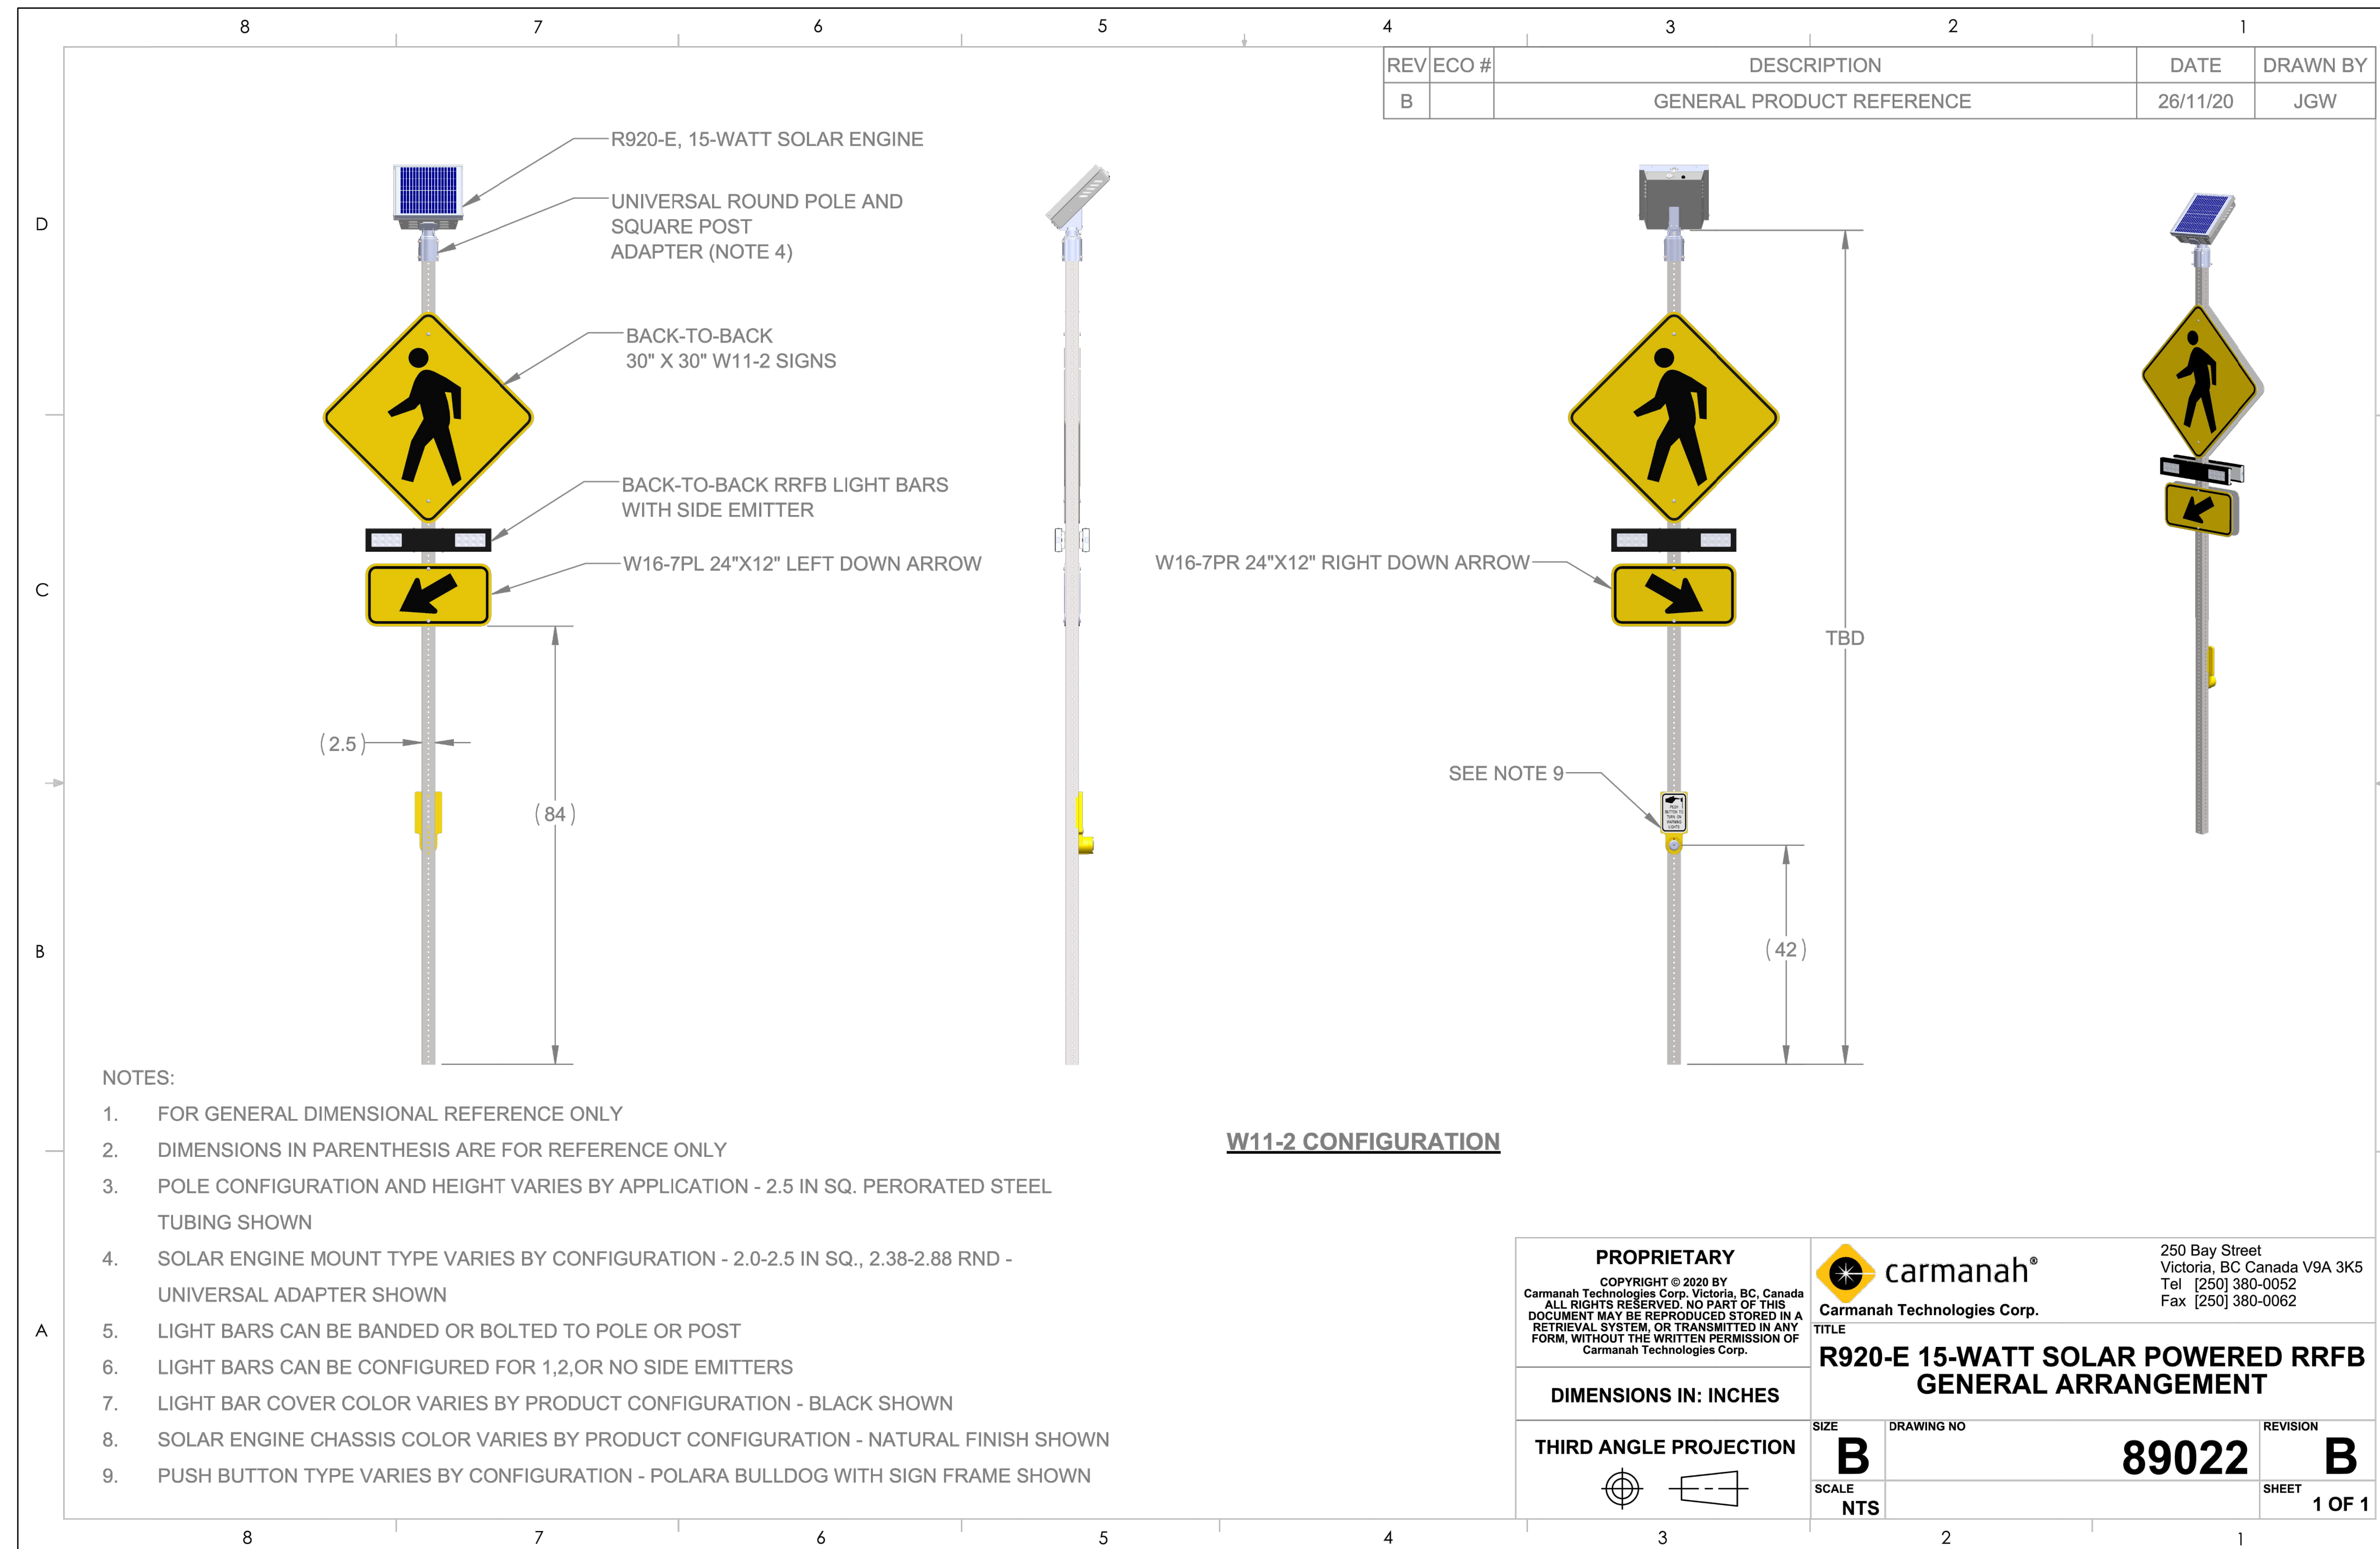 8 7 6 5 4 3 2 1
REV ECO # DESCRIPTION DATE DRAWN BY
B GENERAL PRODUCT REFERENCE 26/11/20 JGW
R920-E, 15-WATT SOLAR ENGINE
UNIVERSAL ROUND POLE AND
SQUARE POST
ADAPTER (NOTE 4)
D
BACK-TO-BACK
30" X 30" W11-2 SIGNS
BACK-TO-BACK RRFB LIGHT BARS
WITH SIDE EMITTER
W16-7PL 24"X12" LEFT DOWN ARROW
W16-7PR 24"X12" RIGHT DOWN ARROW
C
TBD
(2.5)
SEE NOTE 9
(84)
PUSH
BUTTON TO
TURN ON
WARNING
LIGHTS
B
(42)
NOTES:
1. FOR GENERAL DIMENSIONAL REFERENCE ONLY
2. DIMENSIONS IN PARENTHESIS ARE FOR REFERENCE ONLY
3. POLE CONFIGURATION AND HEIGHT VARIES BY APPLICATION - 2.5 IN SQ. PERORATED STEEL
TUBING SHOWN
4. SOLAR ENGINE MOUNT TYPE VARIES BY CONFIGURATION - 2.0-2.5 IN SQ., 2.38-2.88 RND -
UNIVERSAL ADAPTER SHOWN
5. LIGHT BARS CAN BE BANDED OR BOLTED TO POLE OR POST
6. LIGHT BARS CAN BE CONFIGURED FOR 1,2,OR NO SIDE EMITTERS
7. LIGHT BAR COVER COLOR VARIES BY PRODUCT CONFIGURATION - BLACK SHOWN
8. SOLAR ENGINE CHASSIS COLOR VARIES BY PRODUCT CONFIGURATION - NATURAL FINISH SHOWN
9. PUSH BUTTON TYPE VARIES BY CONFIGURATION - POLARA BULLDOG WITH SIGN FRAME SHOWN
W11-2 CONFIGURATION
A
PROPRIETARY
COPYRIGHT © 2020 BY
Carmanah Technologies Corp. Victoria, BC, Canada
ALL RIGHTS RESERVED. NO PART OF THIS
DOCUMENT MAY BE REPRODUCED STORED IN A
RETRIEVAL SYSTEM, OR TRANSMITTED IN ANY
FORM, WITHOUT THE WRITTEN PERMISSION OF
Carmanah Technologies Corp.
DIMENSIONS IN: INCHES
THIRD ANGLE PROJECTION
carmanah®
Carmanah Technologies Corp.
250 Bay Street
Victoria, BC Canada V9A 3K5
Tel [250] 380-0052
Fax [250] 380-0062
TITLE
R920-E 15-WATT SOLAR POWERED RRFB
GENERAL ARRANGEMENT
SIZE
B
DRAWING NO
89022
REVISION
B
SCALE
NTS
SHEET
1 OF 1
8 7 6 5 4 3 2 1